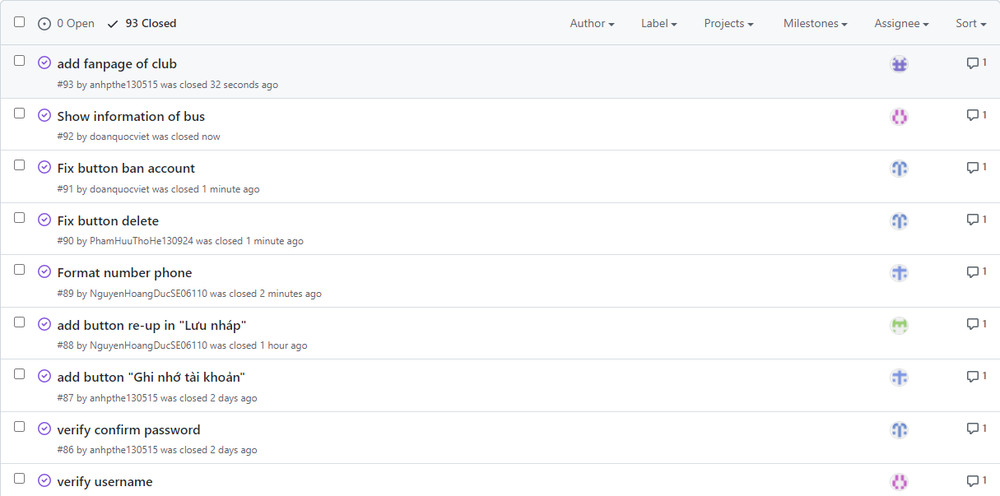 0 Open 93 Closed Author Label Projects Milestones Assignee Sort
add fanpage of club 1
#93 by anhpthe130515 was closed 32 seconds ago
Show information of bus 1
#92 by doanquocviet was closed now
Fix button ban account 1
#91 by doanquocviet was closed 1 minute ago
Fix button delete 1
#90 by PhamHuuThoHe130924 was closed 1 minute ago
Format number phone 1
#89 by NguyenHoangDucSE06110 was closed 2 minutes ago
add button re-up in "Lưu nháp" 1
#88 by NguyenHoangDucSE06110 was closed 1 hour ago
add button "Ghi nhớ tài khoản" 1
#87 by anhpthe130515 was closed 2 days ago
verify confirm password 1
#86 by anhpthe130515 was closed 2 days ago
verify username 1